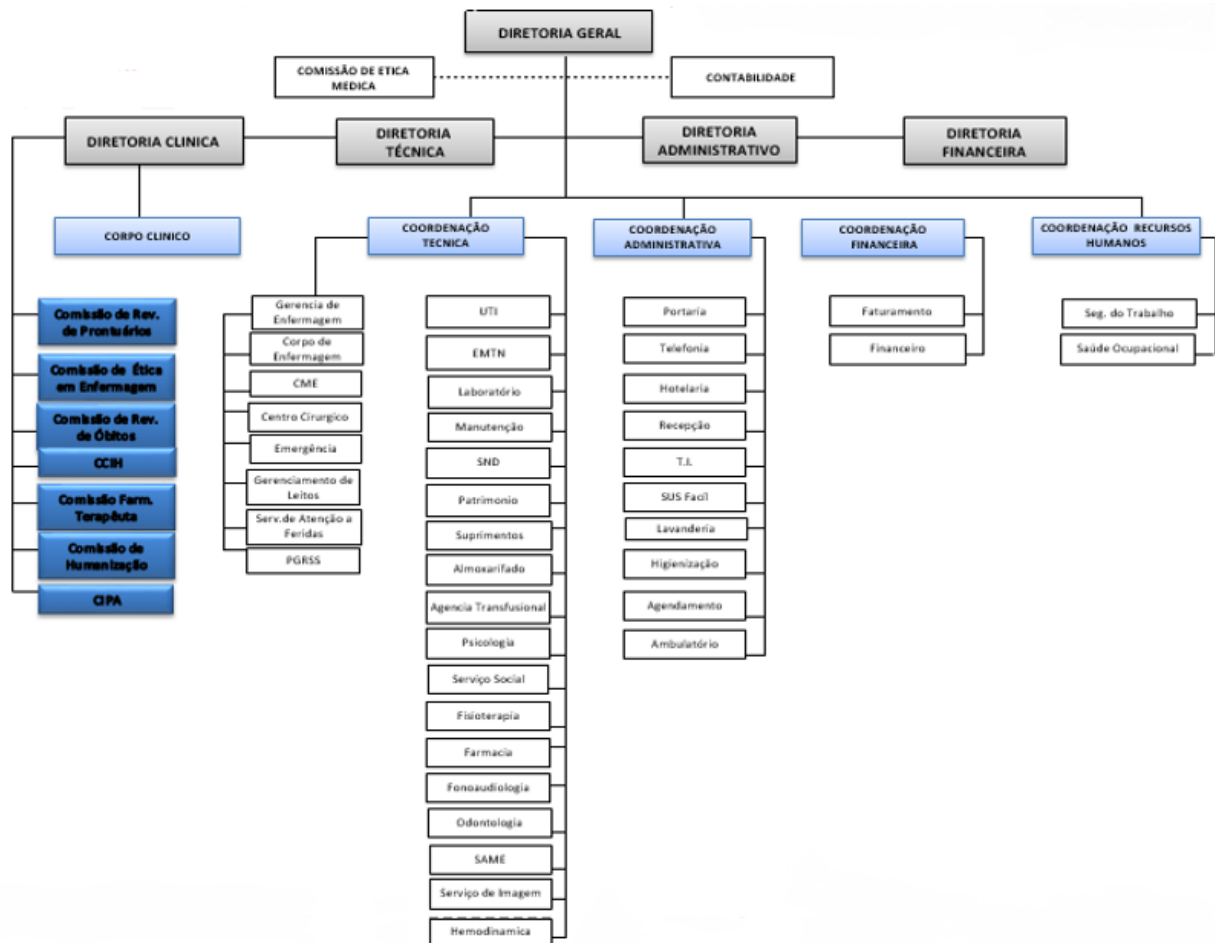 DIRETORIA GERAL
COMISSÃO DE ETICA
MEDICA
CONTABILIDADE
DIRETORIA CLINICA
DIRETORIA
TÉCNICA
DIRETORIA
ADMINISTRATIVO
DIRETORIA
FINANCEIRA
CORPO CLINICO
COORDENAÇÃO
TECNICA
COORDENAÇÃO
ADMINISTRATIVA
COORDENAÇÃO
FINANCEIRA
COORDENAÇÃO RECURSOS
HUMANOS
Comissão de Rev.
de Prontuários
Comissão de Ética
em Enfermagem
Comissão de Rev.
de Óbitos
CCIH
Comissão Farm.
Terapêuta
Comissão de
Humanização
CIPA
Gerencia de
Enfermagem
Corpo de
Enfermagem
CME
Centro Cirurgico
Emergência
Gerenciamento de
Leitos
Serv.de Atenção a
Feridas
PGRSS
UTI
EMTN
Laboratório
Manutenção
SND
Patrimonio
Suprimentos
Almoxarifado
Agencia Transfusional
Psicologia
Serviço Social
Fisioterapia
Farmacia
Fonoaudiologia
Odontologia
SAME
Serviço de Imagem
Hemodinamica
Portaria
Telefonia
Hotelaria
Recepção
T.I.
SUS Facil
Lavanderia
Higienização
Agendamento
Ambulatório
Faturamento
Financeiro
Seg. do Trabalho
Saúde Ocupacional